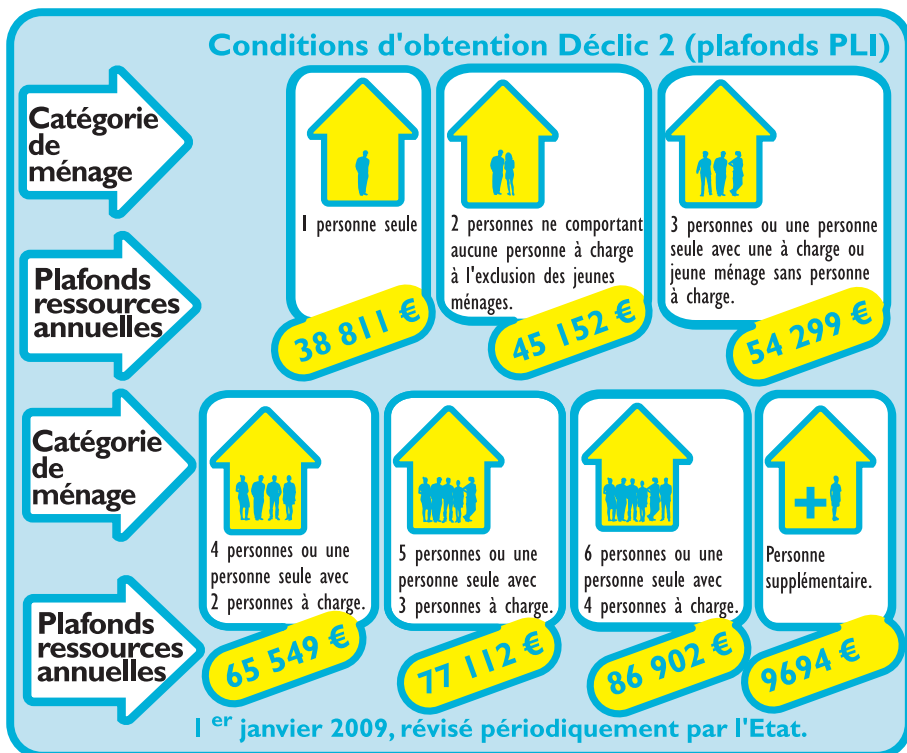 Conditions d'obtention Déclic 2 (plafonds PLI)
Catégorie
de
ménage
1 personne seule
2 personnes ne comportant
aucune personne à charge
à l'exclusion des jeunes
ménages.
3 personnes ou une personne
seule avec une à charge ou
jeune ménage sans personne
à charge.
Plafonds
ressources
annuelles
38 811 €
45 152 €
54 299 €
Catégorie
de
ménage
4 personnes ou une
personne seule avec
2 personnes à charge.
5 personnes ou une
personne seule avec
3 personnes à charge.
6 personnes ou une
personne seule avec
4 personnes à charge.
+
Personne
supplémentaire.
Plafonds
ressources
annuelles
65 549 €
77 112 €
86 902 €
9694 €
1 er janvier 2009, révisé périodiquement par l'Etat.